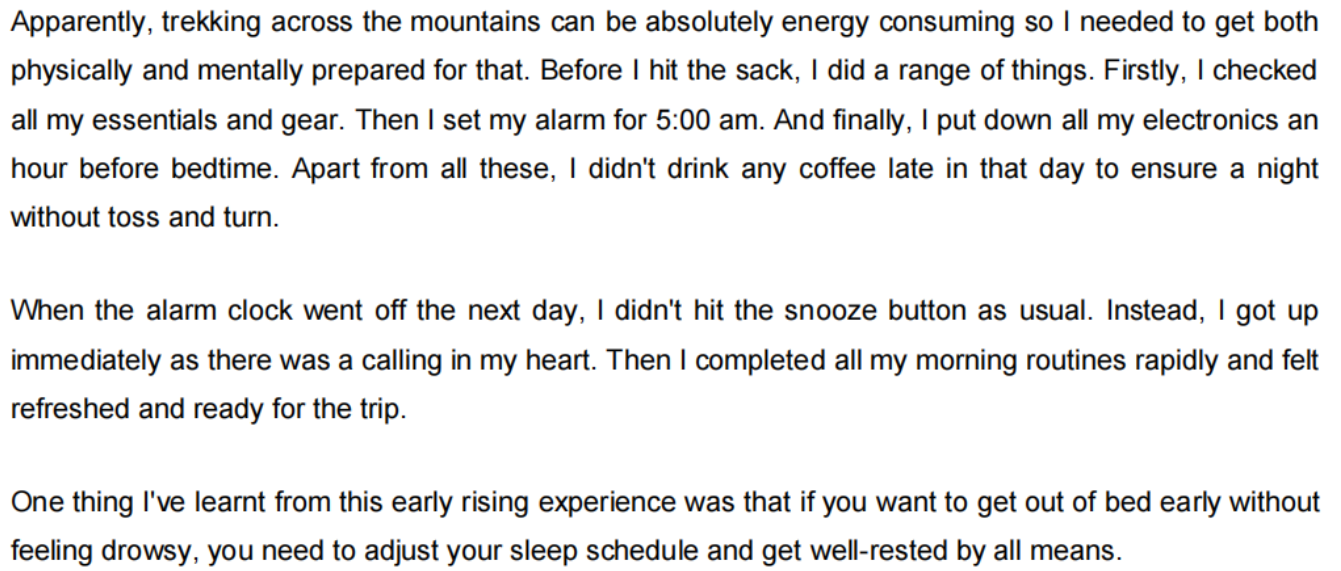 Apparently, trekking across the mountains can be absolutely energy consuming so I needed to get both
physically and mentally prepared for that. Before I hit the sack, I did a range of things. Firstly, I checked
all my essentials and gear. Then I set my alarm for 5:00 am. And finally, I put down all my electronics an
hour before bedtime. Apart from all these, I didn't drink any coffee late in that day to ensure a night
without toss and turn.
When the alarm clock went off the next day, I didn't hit the snooze button as usual. Instead, I got up
immediately as there was a calling in my heart. Then I completed all my morning routines rapidly and felt
refreshed and ready for the trip.
One thing I've learnt from this early rising experience was that if you want to get out of bed early without
feeling drowsy, you need to adjust your sleep schedule and get well-rested by all means.